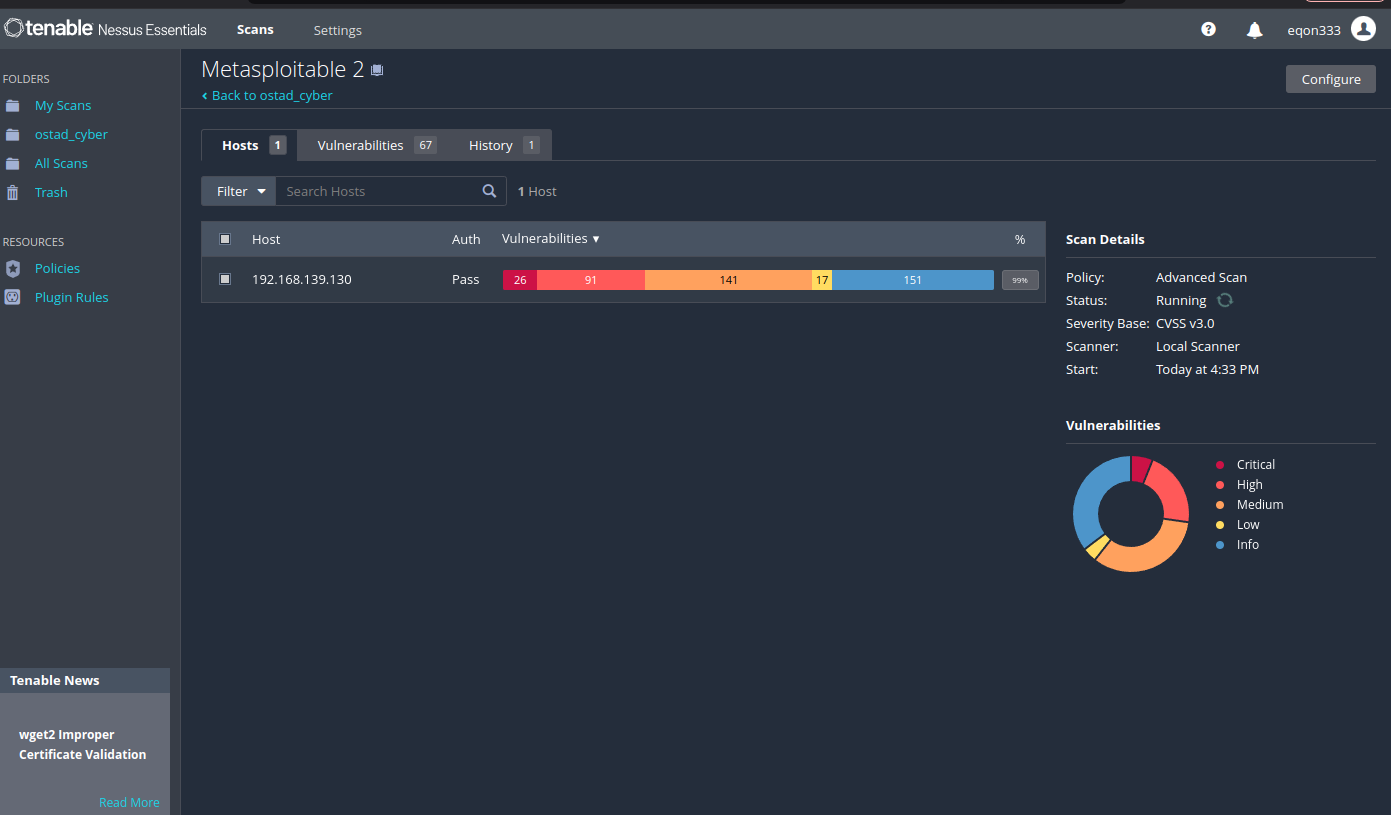 tenable Nessus Essentials Scans Settings eqon333
FOLDERS
My Scans
ostad_cyber
All Scans
Trash
RESOURCES
Policies
Plugin Rules
Tenable News
wget2 Improper
Certificate Validation
Read More
Metasploitable 2
Back to ostad_cyber
Configure
Hosts 1 Vulnerabilities 67 History 1
Filter Search Hosts 1 Host
Host Auth Vulnerabilities %
192.168.139.130 Pass 26 91 141 17 151 99%
Scan Details
Policy: Advanced Scan
Status: Running
Severity Base: CVSS v3.0
Scanner: Local Scanner
Start: Today at 4:33 PM
Vulnerabilities
Critical
High
Medium
Low
Info